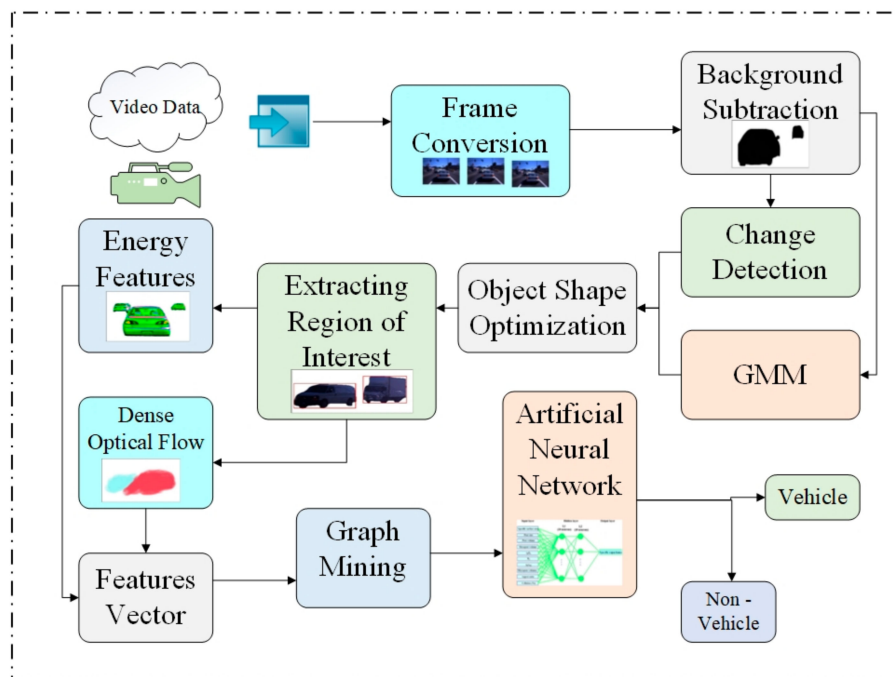 Video Data
Frame
Conversion
Background
Subtraction
Change
Detection
GMM
Object Shape
Optimization
Extracting
Region of
Interest
Energy
Features
Dense
Optical Flow
Features
Vector
Graph
Mining
Artificial
Neural
Network
Vehicle
Non -
Vehicle